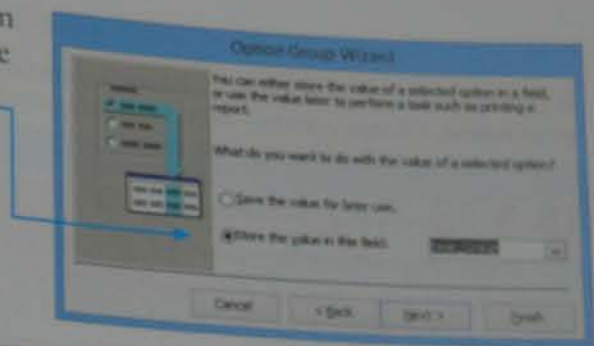 Option Group Wizard
You can either store the value of a selected option in a field,
or use the value later to perform a task such as printing a
report.
What do you want to do with the value of a selected option?
Save the value for later use.
Store the value in this field:
Cancel
< Back
Next >
Finish